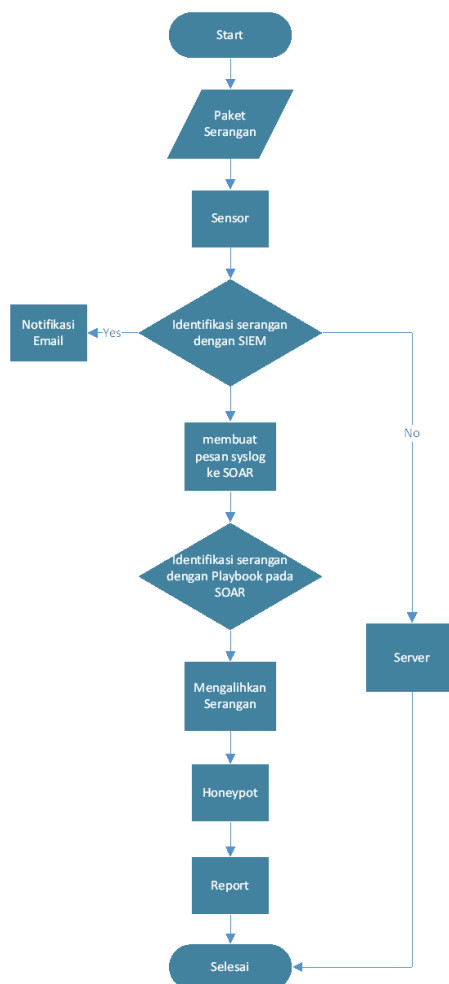 Start
Paket
Serangan
Sensor
Identifikasi serangan
dengan SIEM
Yes
Notifikasi
Email
No
membuat
pesan syslog
ke SOAR
Identifikasi serangan
dengan Playbook pada
SOAR
Server
Mengalihkan
Serangan
Honeypot
Report
Selesai